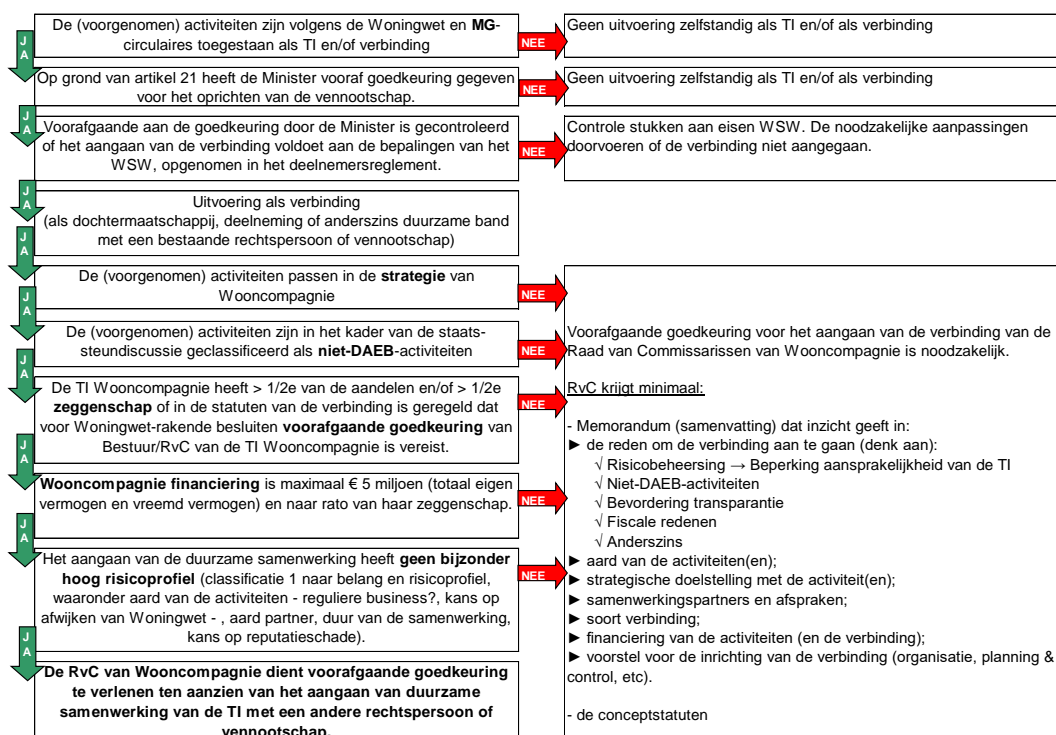 De (voorgenomen) activiteiten zijn volgens de Woningwet en MG-
circulaires toegestaan als TI en/of verbinding
JA
NEE
Geen uitvoering zelfstandig als TI en/of als verbinding
Op grond van artikel 21 heeft de Minister vooraf goedkeuring gegeven
voor het oprichten van de vennootschap.
JA
NEE
Geen uitvoering zelfstandig als TI en/of als verbinding
Voorafgaande aan de goedkeuring door de Minister is gecontroleerd
of het aangaan van de verbinding voldoet aan de bepalingen van het
WSW, opgenomen in het deelnemersreglement.
JA
NEE
Controle stukken aan eisen WSW. De noodzakelijke aanpassingen
doorvoeren of de verbinding niet aangegaan.
Uitvoering als verbinding
(als dochtermaatschappij, deelneming of anderszins duurzame band
met een bestaande rechtspersoon of vennootschap)
JA
De (voorgenomen) activiteiten passen in de strategie van
Wooncompagnie
JA
NEE
De (voorgenomen) activiteiten zijn in het kader van de staats-
steundiscussie geclassificeerd als niet-DAEB-activiteiten
JA
NEE
De TI Wooncompagnie heeft > 1/2e van de aandelen en/of > 1/2e
zeggenschap of in de statuten van de verbinding is geregeld dat
voor Woningwet-rakende besluiten voorafgaande goedkeuring van
Bestuur/RvC van de TI Wooncompagnie is vereist.
JA
NEE
Wooncompagnie financiering is maximaal € 5 miljoen (totaal eigen
vermogen en vreemd vermogen) en naar rato van haar zeggenschap.
JA
NEE
Het aangaan van de duurzame samenwerking heeft geen bijzonder
hoog risicoprofiel (classificatie 1 naar belang en risicoprofiel,
waaronder aard van de activiteiten - reguliere business?, kans op
afwijken van Woningwet - , aard partner, duur van de samenwerking,
kans op reputatieschade).
JA
NEE
JA
De RvC van Wooncompagnie dient voorafgaande goedkeuring
te verlenen ten aanzien van het aangaan van duurzame
samenwerking van de TI met een andere rechtspersoon of
vennootschap.
Voorafgaande goedkeuring voor het aangaan van de verbinding van de
Raad van Commissarissen van Wooncompagnie is noodzakelijk.
RvC krijgt minimaal:
- Memorandum (samenvatting) dat inzicht geeft in:
► de reden om de verbinding aan te gaan (denk aan):
√ Risicobeheersing → Beperking aansprakelijkheid van de TI
√ Niet-DAEB-activiteiten
√ Bevordering transparantie
√ Fiscale redenen
√ Anderszins
► aard van de activiteiten(en);
► strategische doelstelling met de activiteit(en);
► samenwerkingspartners en afspraken;
► soort verbinding;
► financiering van de activiteiten (en de verbinding);
► voorstel voor de inrichting van de verbinding (organisatie, planning &
control, etc).
- de conceptstatuten